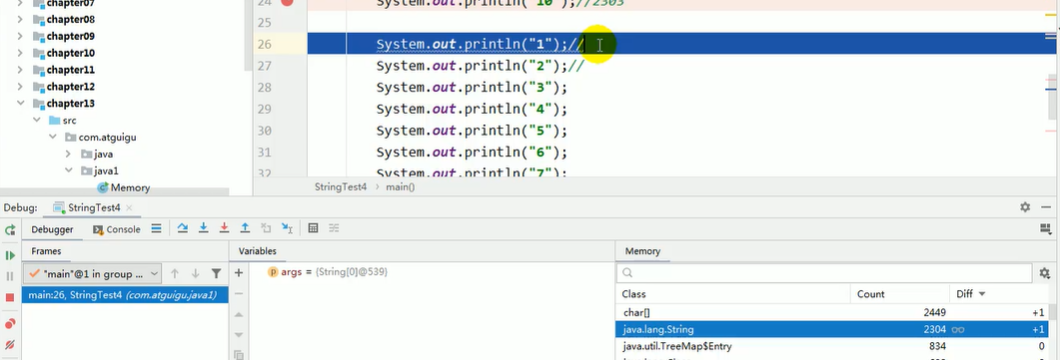 chapter07
chapter08
chapter09
chapter10
chapter11
chapter12
chapter13
src
com.atguigu
java
java1
Memory
24 System.out.println("10");//2303
25
26 System.out.println("1");//
27 System.out.println("2");//
28 System.out.println("3");
29 System.out.println("4");
30 System.out.println("5");
31 System.out.println("6");
32 System.out.println("7");
StringTest4 main()
Debug: StringTest4
Debugger Console
Frames Variables Memory
"main"@1 in group ...
main:26, StringTest4 (com.atguigu.java1)
args = {String[0]@539}
Class Count Diff
char[] 2449 +1
java.lang.String 2304 +1
java.util.TreeMap$Entry 834 0